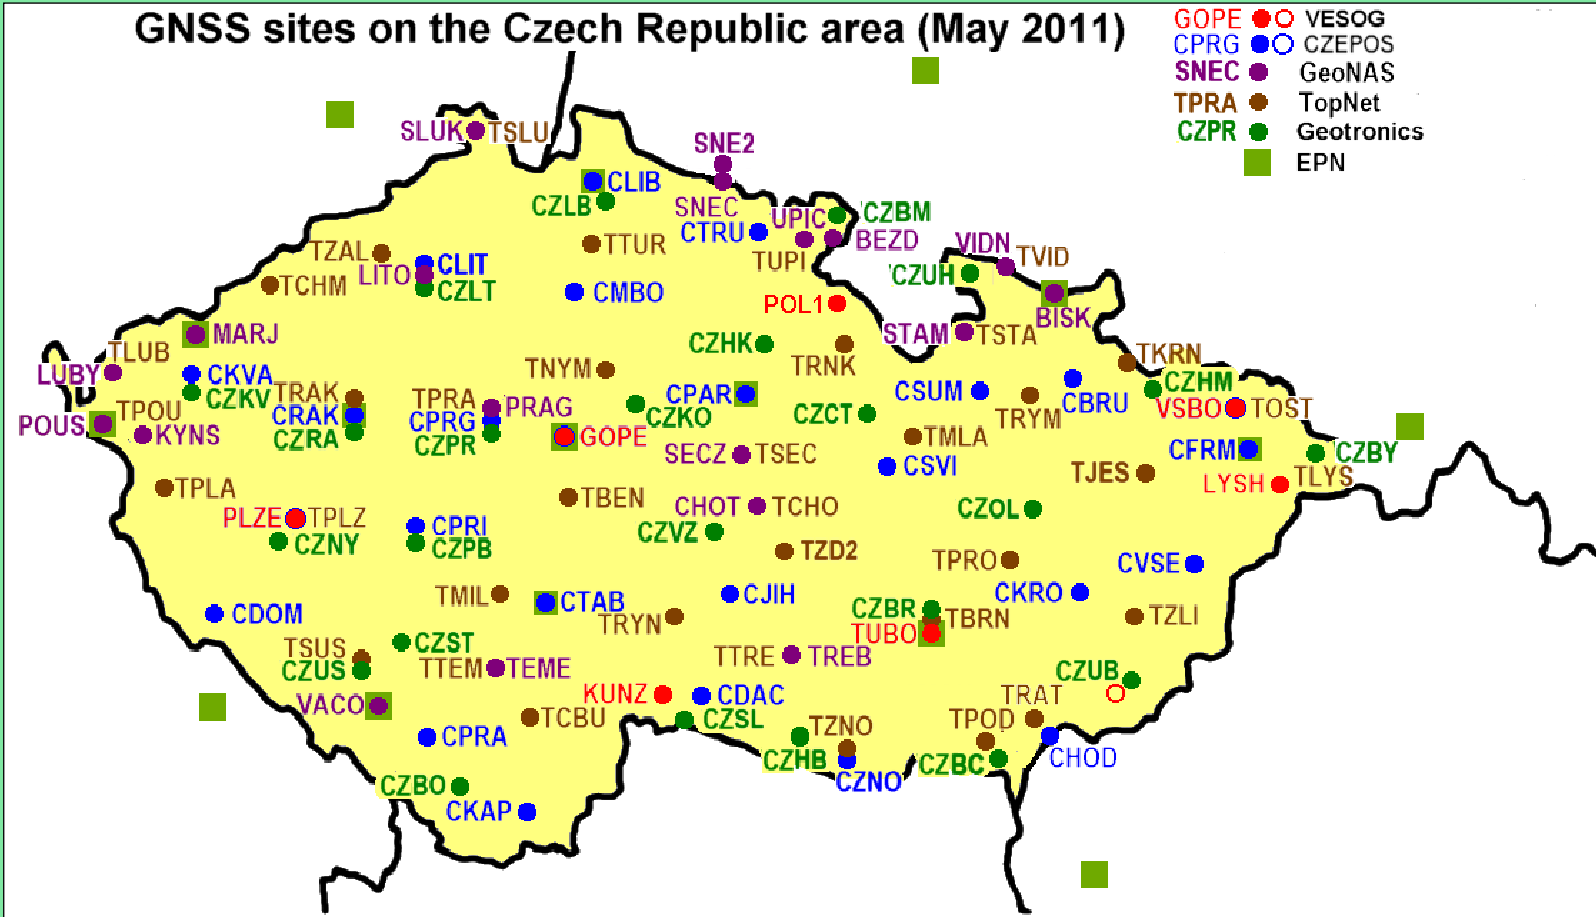 GNSS sites on the Czech Republic area (May 2011)
GOPE VESOG
CPRG CZEPOS
SNEC GeoNAS
TPRA TopNet
CZPR Geotronics
EPN
SLUK TSLU
SNE2
CLIB
CZLB
SNEC
UPIC
CZBM
CTRU
BEZD
TTUR
TUPI
VIDN
TVID
TZAL
CLIT
LITO
CZLT
TCHM
CZUH
CMBO
POL1
BISK
MARJ
STAM TSTA
CZHK
TRNK
TLUB
TKRN
LUBY
CKVA
CZKV
TNYM
TRAK
CRAK
CZRA
TPRA
PRAG
CPRG
CZPR
CPAR
CZKO
CZCT
CSUM
CBRU
CZHM
TRYM
VSBO TOST
POUS
TPOU
KYNS
GOPE
TMLA
SECZ TSEC
CSVI
CFRM
CZBY
TJES
LYSH
TLYS
TPLA
TBEN
CHOT TCHO
CZOL
PLZE TPLZ
CPRI
CZNY
CZPB
CZVZ
TZD2
TPRO
CVSE
TMIL
CTAB
CJIH
CKRO
CDOM
TRYN
CZBR
TBRN
TZLI
TUBO
TSUS
CZST
CZUS
TTEM TEME
TTRE TREB
CZUB
VACO
KUNZ
CDAC
TRAT
TCBU
CZSL
TZNO
TPOD
CPRA
CZHB
CZBC
CHOD
CZNO
CZBO
CKAP